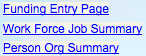 Funding Entry Page
Work Force Job Summary
Person Org Summary